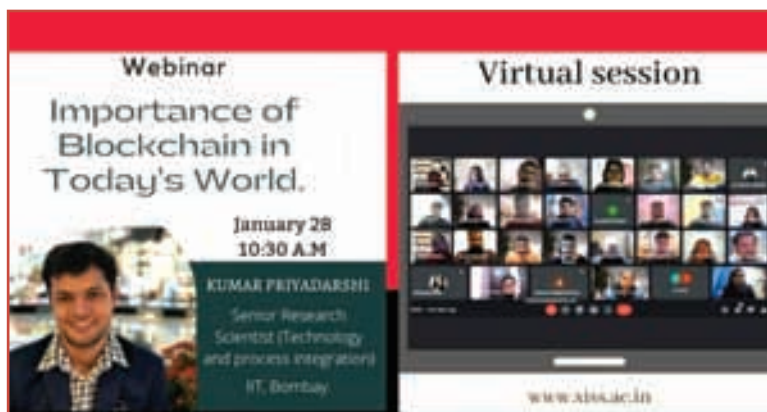 Webinar
Importance of
Blockchain in
Today's World.
January 28
10:30 A.M
KUMAR PRIYADARSHI
Senior Research
Scientist (Technology
and process integration)
IIT, Bombay
Virtual session
www.xiss.ac.in